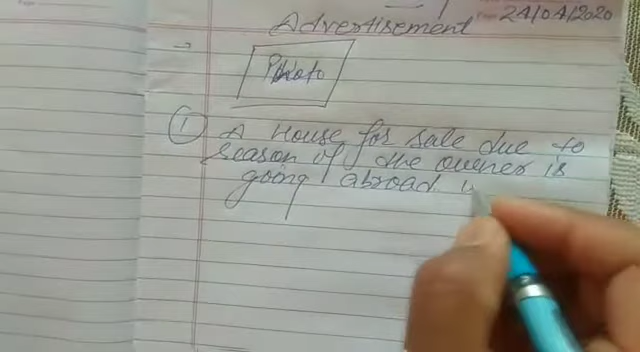 24/04/2020
Advertisement
Photo
① A House for sale due to
reason of the owner is
going abroad